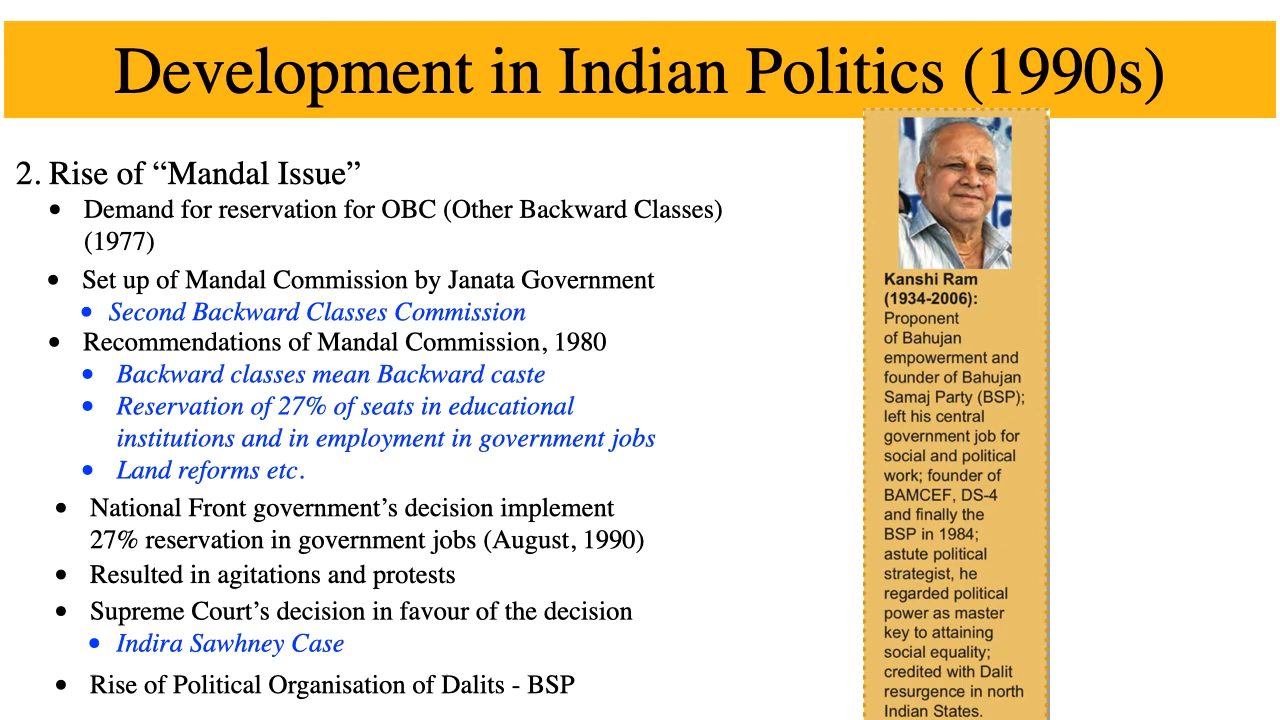 Development in Indian Politics (1990s)
2. Rise of “Mandal Issue”
• Demand for reservation for OBC (Other Backward Classes)
(1977)
• Set up of Mandal Commission by Janata Government
• Second Backward Classes Commission
• Recommendations of Mandal Commission, 1980
• Backward classes mean Backward caste
• Reservation of 27% of seats in educational
institutions and in employment in government jobs
• Land reforms etc.
• National Front government’s decision implement
27% reservation in government jobs (August, 1990)
• Resulted in agitations and protests
• Supreme Court’s decision in favour of the decision
• Indira Sawhney Case
• Rise of Political Organisation of Dalits - BSP
Kanshi Ram
(1934-2006):
Proponent
of Bahujan
empowerment and
founder of Bahujan
Samaj Party (BSP);
left his central
government job for
social and political
work; founder of
BAMCEF, DS-4
and finally the
BSP in 1984;
astute political
strategist, he
regarded political
power as master
key to attaining
social equality;
credited with Dalit
resurgence in north
Indian States.